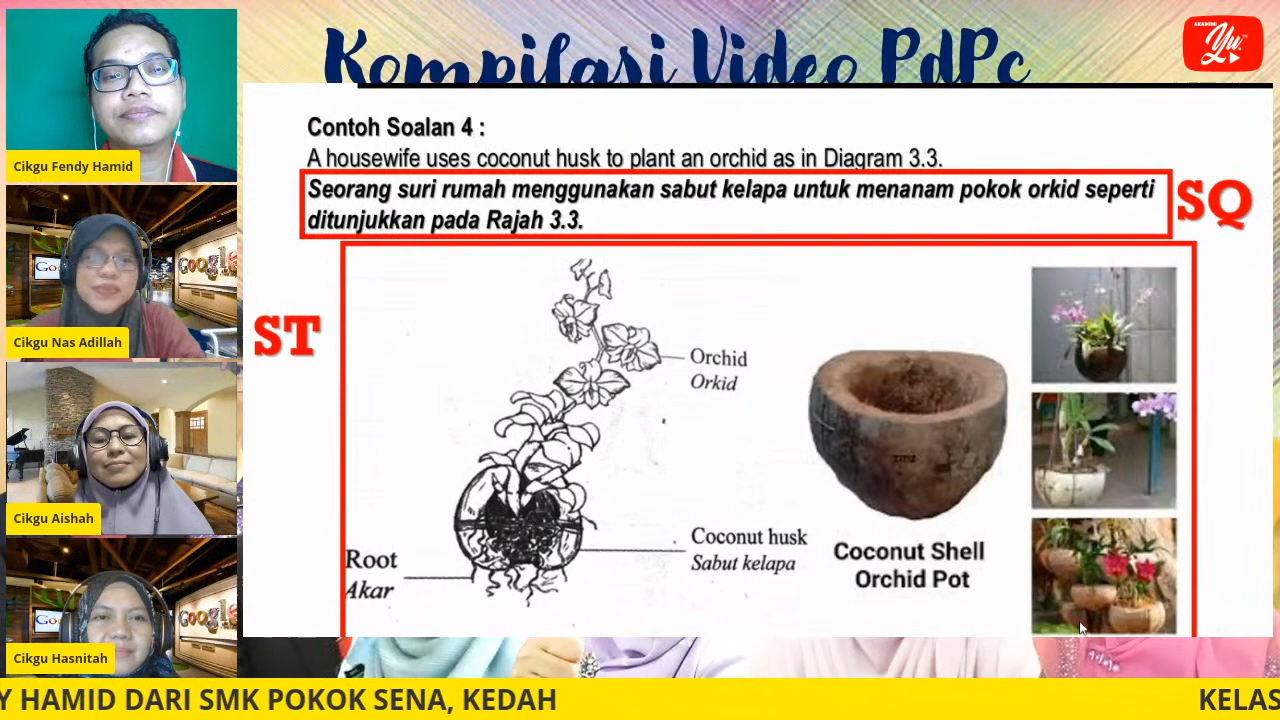 Kompilasi Video PdPc
AKADEMI
Yu
Contoh Soalan 4 :
A housewife uses coconut husk to plant an orchid as in Diagram 3.3.
Seorang suri rumah menggunakan sabut kelapa untuk menanam pokok orkid seperti
ditunjukkan pada Rajah 3.3.
SQ
ST
Orchid
Orkid
Coconut husk
Sabut kelapa
Root
Akar
Coconut Shell
Orchid Pot
Cikgu Fendy Hamid
Cikgu Nas Adillah
Cikgu Aishah
Cikgu Hasnitah
Y HAMID DARI SMK POKOK SENA, KEDAH
KELAS